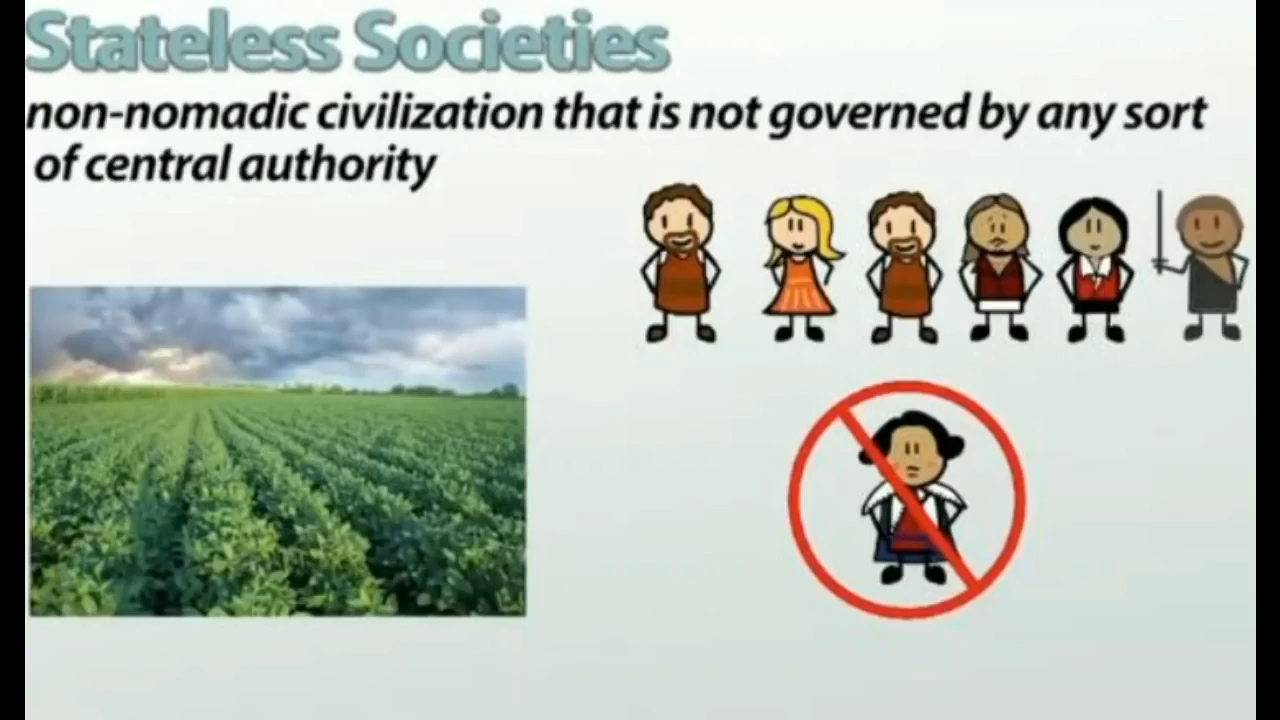 Stateless Societies
non-nomadic civilization that is not governed by any sort
of central authority